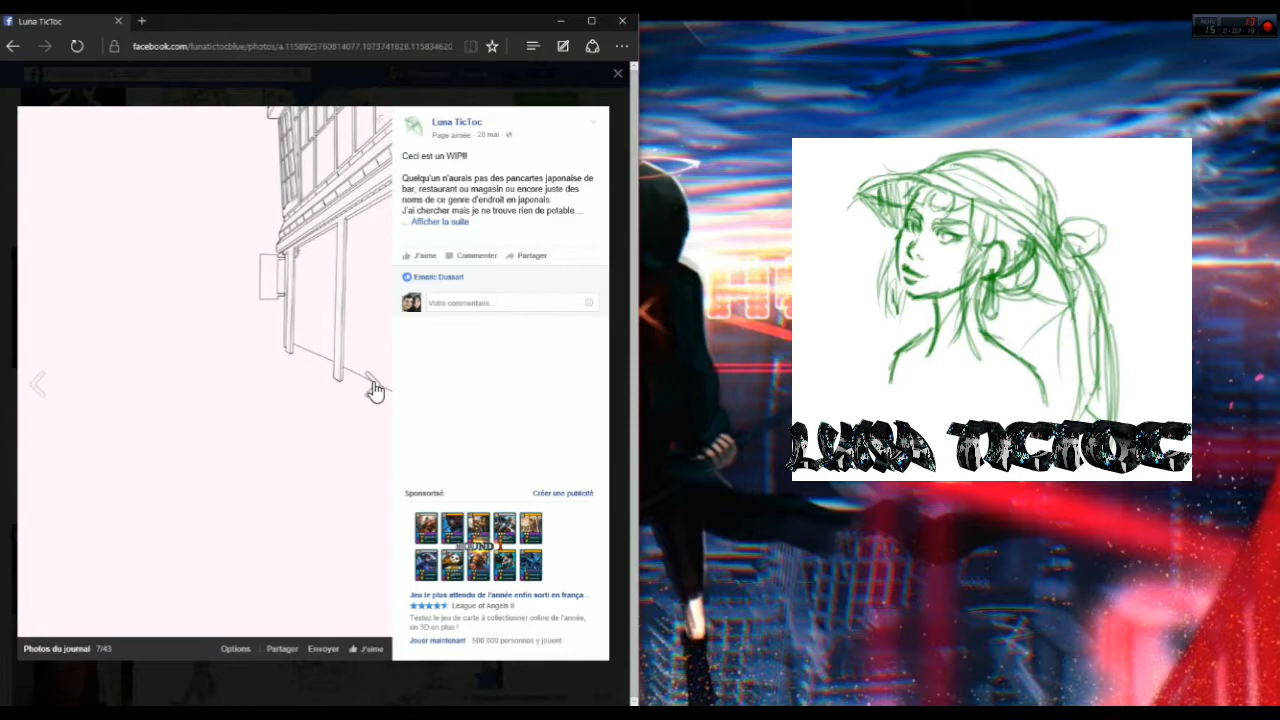 Luna TicToc
facebook.com/lunatictocblue/photos/a.1158925760814077.1073741828.115834620
Luna TicToc
Page aimée · 28 mai
Ceci est un WIP!!!
Quelqu'un n'aurais pas des pancartes japonaise de
bar, restaurant ou magasin ou encore juste des
noms de ce genre d'endroit en japonais.
J'ai chercher mais je ne trouve rien de potable....
... Afficher la suite
J'aime Commenter Partager
Emeric Dussart
Votre commentaire...
Sponsorisé Créer une publicité
Jeu le plus attendu de l'année enfin sorti en frança...
League of Angels II
Testez le jeu de carte à collectionner online de l'année,
en 3D en plus !
Jouer maintenant 500 000 personnes y jouent
Photos du journal 7/43 Options Partager Envoyer J'aime
LUNA TICTOC